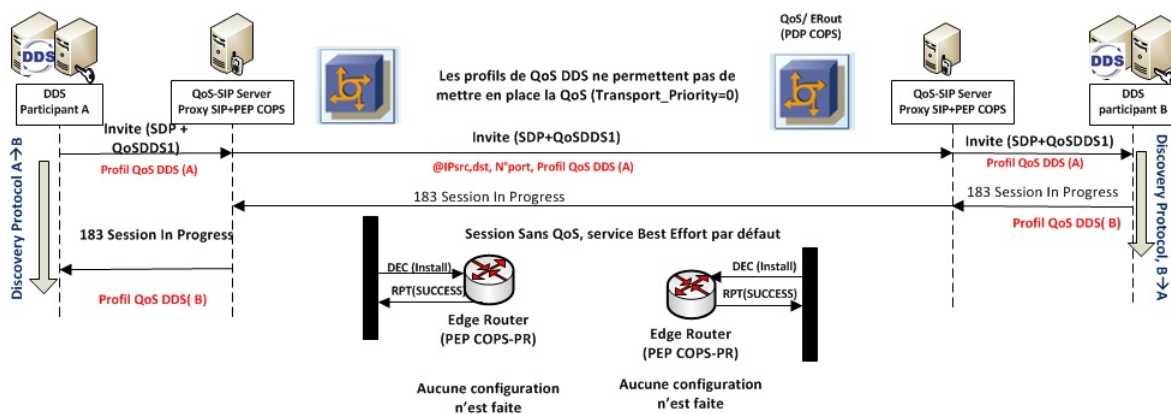 QoS/ ERout
(PDP COPS)
DDS
DDS
DDS
Participant A
QoS-SIP Server
Proxy SIP+PEP COPS
Les profils de QoS DDS ne permettent pas de
mettre en place la QoS (Transport_Priority=0)
QoS-SIP Server
Proxy SIP+PEP COPS
DDS
participant B
Invite (SDP +
QoSDDS1)
Invite (SDP+QoSDDS1)
Invite (SDP+QoSDDS1)
Profil QoS DDS (A)
@IPsrc,dst, N°port, Profil QoS DDS (A)
Profil QoS DDS (A)
Discovery Protocol A→B
Discovery Protocol, B→A
183 Session In Progress
183 Session In Progress
Profil QoS DDS( B)
183 Session In Progress
Session Sans QoS, service Best Effort par défaut
Profil QoS DDS( B)
DEC (Install)
RPT(SUCCESS)
DEC (Install)
RPT(SUCCESS)
Edge Router
(PEP COPS-PR)
Edge Router
(PEP COPS-PR)
Aucune configuration
n'est faite
Aucune configuration
n'est faite